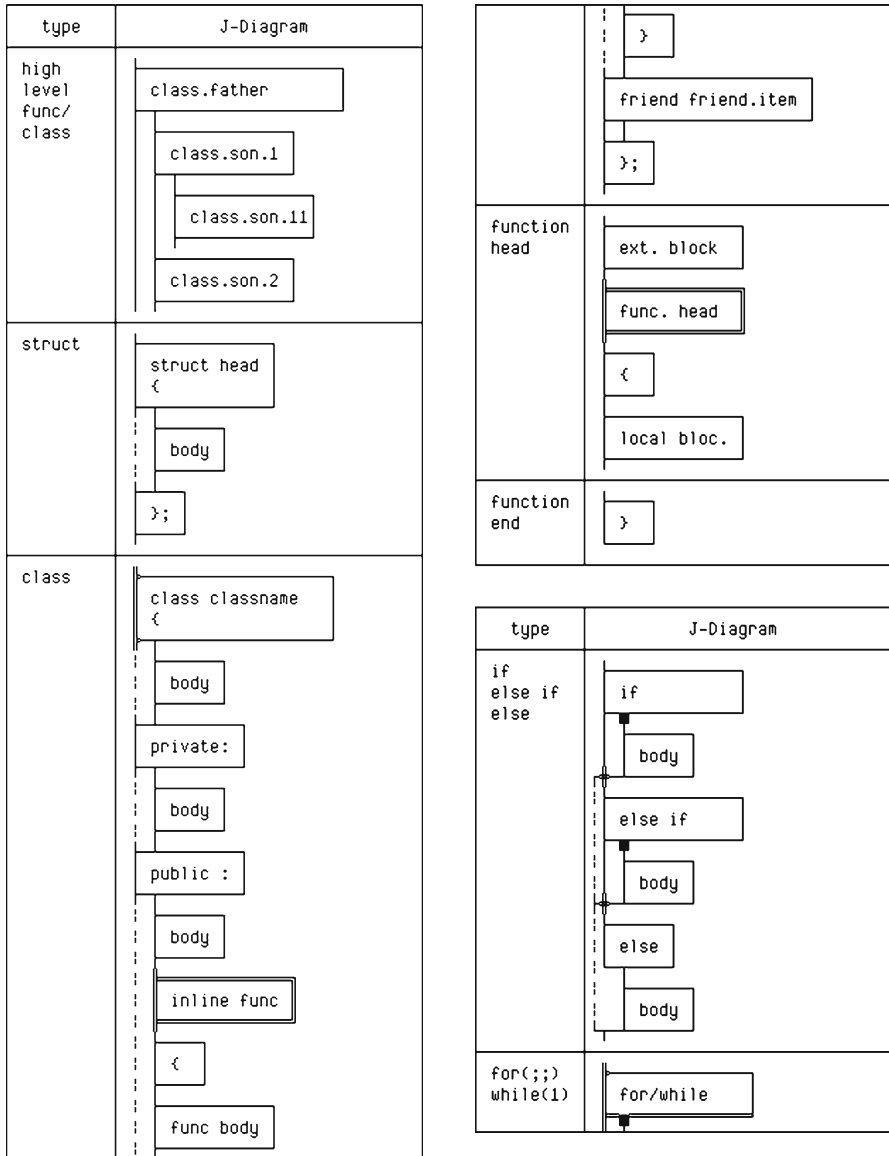 type J-Diagram
high
level
func/
class
class.father
class.son.1
class.son.11
class.son.2
struct
struct head
{
body
};
class
class classname
{
body
private:
body
public :
body
inline func
{
func body
}
friend friend.item
};
function
head
ext. block
func. head
{
local bloc.
function
end
}
type J-Diagram
if
else if
else
if
body
else if
body
else
body
for(;;)
while(1)
for/while